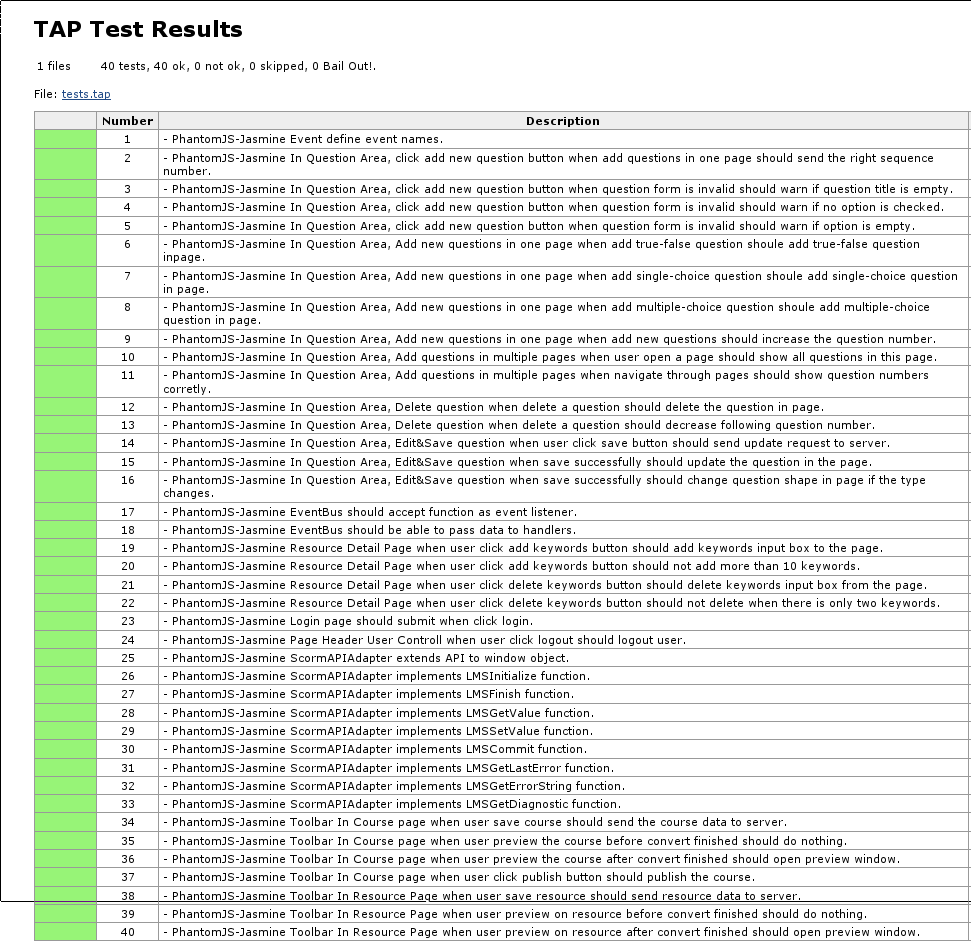 TAP Test Results
1 files 40 tests, 40 ok, 0 not ok, 0 skipped, 0 Bail Out!.
File: tests.tap
Number Description
1 - PhantomJS-Jasmine Event define event names.
2 - PhantomJS-Jasmine In Question Area, click add new question button when add questions in one page should send the right sequence
number.
3 - PhantomJS-Jasmine In Question Area, click add new question button when question form is invalid should warn if question title is empty.
4 - PhantomJS-Jasmine In Question Area, click add new question button when question form is invalid should warn if no option is checked.
5 - PhantomJS-Jasmine In Question Area, click add new question button when question form is invalid should warn if option is empty.
6 - PhantomJS-Jasmine In Question Area, Add new questions in one page when add true-false question shoule add true-false question
inpage.
7 - PhantomJS-Jasmine In Question Area, Add new questions in one page when add single-choice question shoule add single-choice question
in page.
8 - PhantomJS-Jasmine In Question Area, Add new questions in one page when add multiple-choice question shoule add multiple-choice
question in page.
9 - PhantomJS-Jasmine In Question Area, Add new questions in one page when add new questions should increase the question number.
10 - PhantomJS-Jasmine In Question Area, Add questions in multiple pages when user open a page should show all questions in this page.
11 - PhantomJS-Jasmine In Question Area, Add questions in multiple pages when navigate through pages should show question numbers
corretly.
12 - PhantomJS-Jasmine In Question Area, Delete question when delete a question should delete the question in page.
13 - PhantomJS-Jasmine In Question Area, Delete question when delete a question should decrease following question number.
14 - PhantomJS-Jasmine In Question Area, Edit&Save question when user click save button should send update request to server.
15 - PhantomJS-Jasmine In Question Area, Edit&Save question when save successfully should update the question in the page.
16 - PhantomJS-Jasmine In Question Area, Edit&Save question when save successfully should change question shape in page if the type
changes.
17 - PhantomJS-Jasmine EventBus should accept function as event listener.
18 - PhantomJS-Jasmine EventBus should be able to pass data to handlers.
19 - PhantomJS-Jasmine Resource Detail Page when user click add keywords button should add keywords input box to the page.
20 - PhantomJS-Jasmine Resource Detail Page when user click add keywords button should not add more than 10 keywords.
21 - PhantomJS-Jasmine Resource Detail Page when user click delete keywords button should delete keywords input box from the page.
22 - PhantomJS-Jasmine Resource Detail Page when user click delete keywords button should not delete when there is only two keywords.
23 - PhantomJS-Jasmine Login page should submit when click login.
24 - PhantomJS-Jasmine Page Header User Controll when user click logout should logout user.
25 - PhantomJS-Jasmine ScormAPIAdapter extends API to window object.
26 - PhantomJS-Jasmine ScormAPIAdapter implements LMSInitialize function.
27 - PhantomJS-Jasmine ScormAPIAdapter implements LMSFinish function.
28 - PhantomJS-Jasmine ScormAPIAdapter implements LMSGetValue function.
29 - PhantomJS-Jasmine ScormAPIAdapter implements LMSSetValue function.
30 - PhantomJS-Jasmine ScormAPIAdapter implements LMSCommit function.
31 - PhantomJS-Jasmine ScormAPIAdapter implements LMSGetLastError function.
32 - PhantomJS-Jasmine ScormAPIAdapter implements LMSGetErrorString function.
33 - PhantomJS-Jasmine ScormAPIAdapter implements LMSGetDiagnostic function.
34 - PhantomJS-Jasmine Toolbar In Course page when user save course should send the course data to server.
35 - PhantomJS-Jasmine Toolbar In Course page when user preview the course before convert finished should do nothing.
36 - PhantomJS-Jasmine Toolbar In Course page when user preview the course after convert finished should open preview window.
37 - PhantomJS-Jasmine Toolbar In Course page when user click publish button should publish the course.
38 - PhantomJS-Jasmine Toolbar In Resource Page when user save resource should send resource data to server.
39 - PhantomJS-Jasmine Toolbar In Resource Page when user preview on resource before convert finished should do nothing.
40 - PhantomJS-Jasmine Toolbar In Resource Page when user preview on resource after convert finished should open preview window.